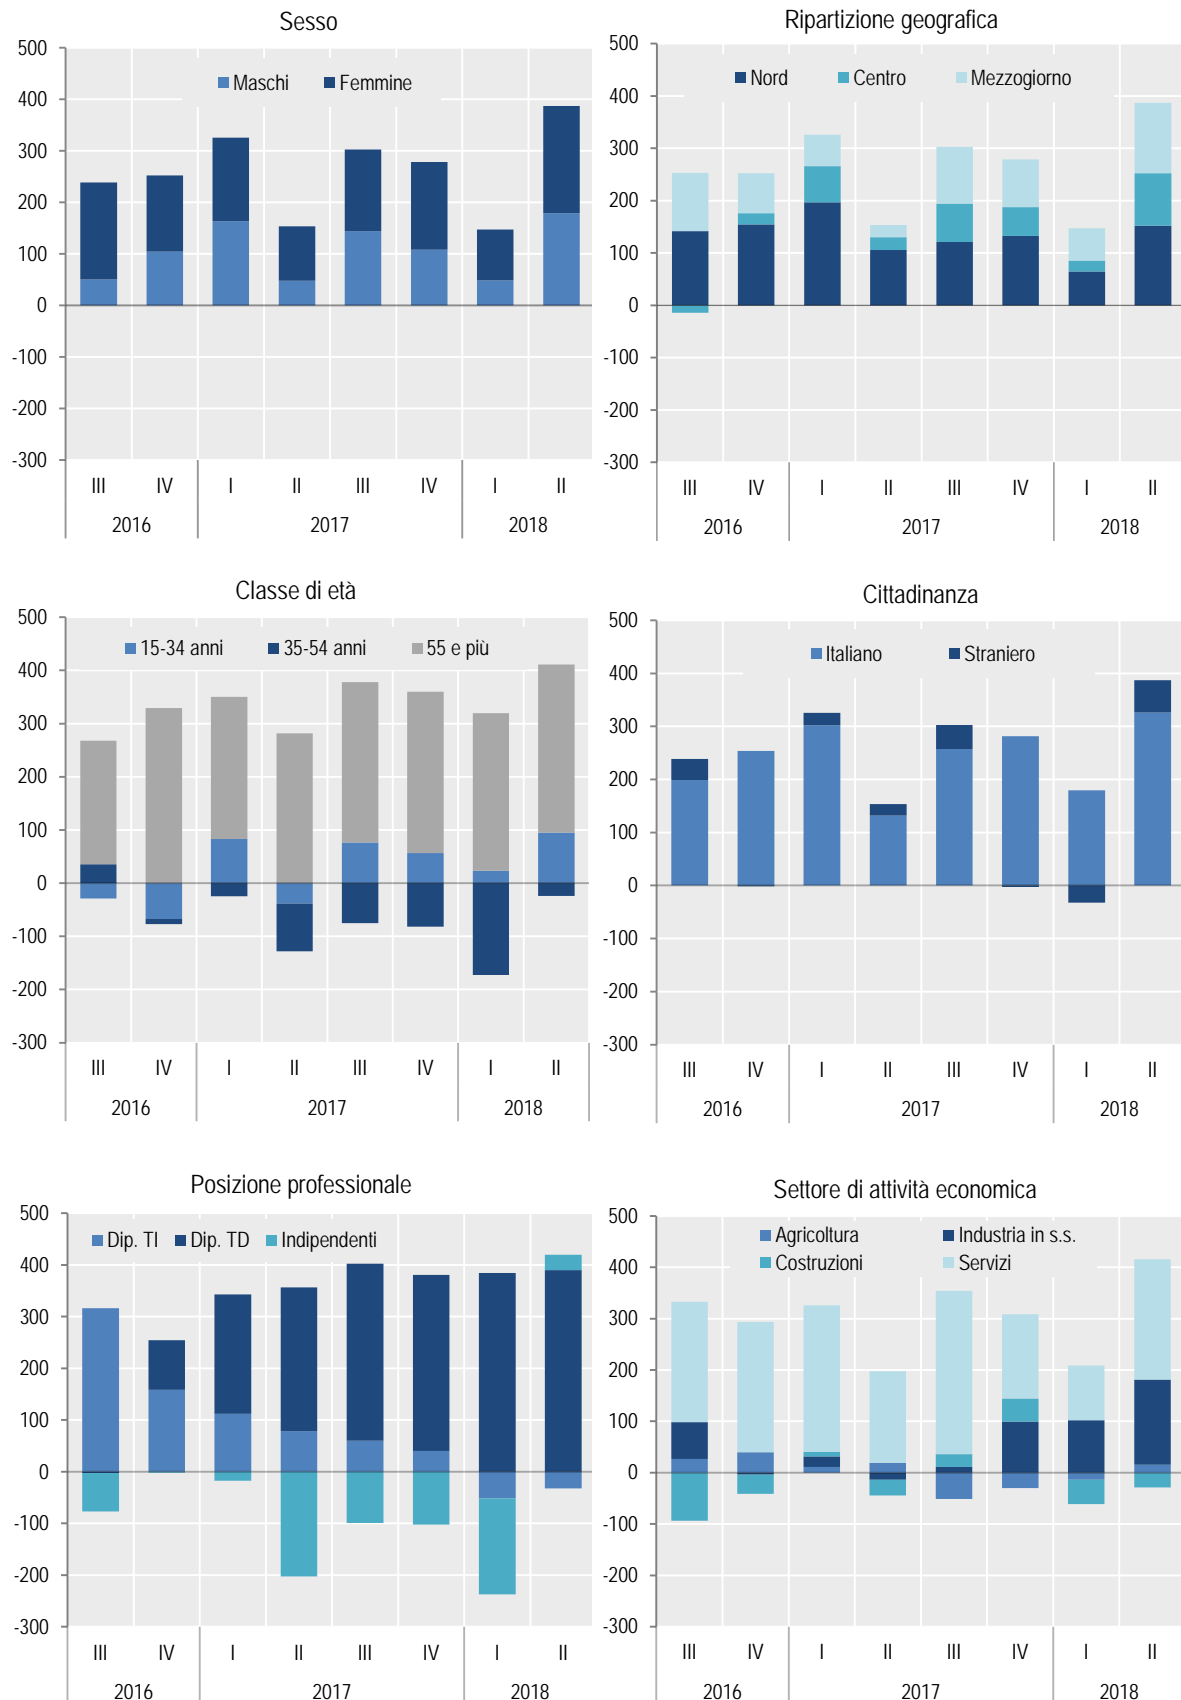 Sesso
Maschi Femmine
500
400
300
200
100
0
-100
-200
-300
III IV I II III IV I II
2016 2017 2018
Ripartizione geografica
Nord Centro Mezzogiorno
500
400
300
200
100
0
-100
-200
-300
III IV I II III IV I II
2016 2017 2018
Classe di età
15-34 anni 35-54 anni 55 e più
500
400
300
200
100
0
-100
-200
-300
III IV I II III IV I II
2016 2017 2018
Cittadinanza
Italiano Straniero
500
400
300
200
100
0
-100
-200
-300
III IV I II III IV I II
2016 2017 2018
Posizione professionale
Dip. TI Dip. TD Indipendenti
500
400
300
200
100
0
-100
-200
-300
III IV I II III IV I II
2016 2017 2018
Settore di attività economica
Agricoltura Industria in s.s.
Costruzioni Servizi
500
400
300
200
100
0
-100
-200
-300
III IV I II III IV I II
2016 2017 2018